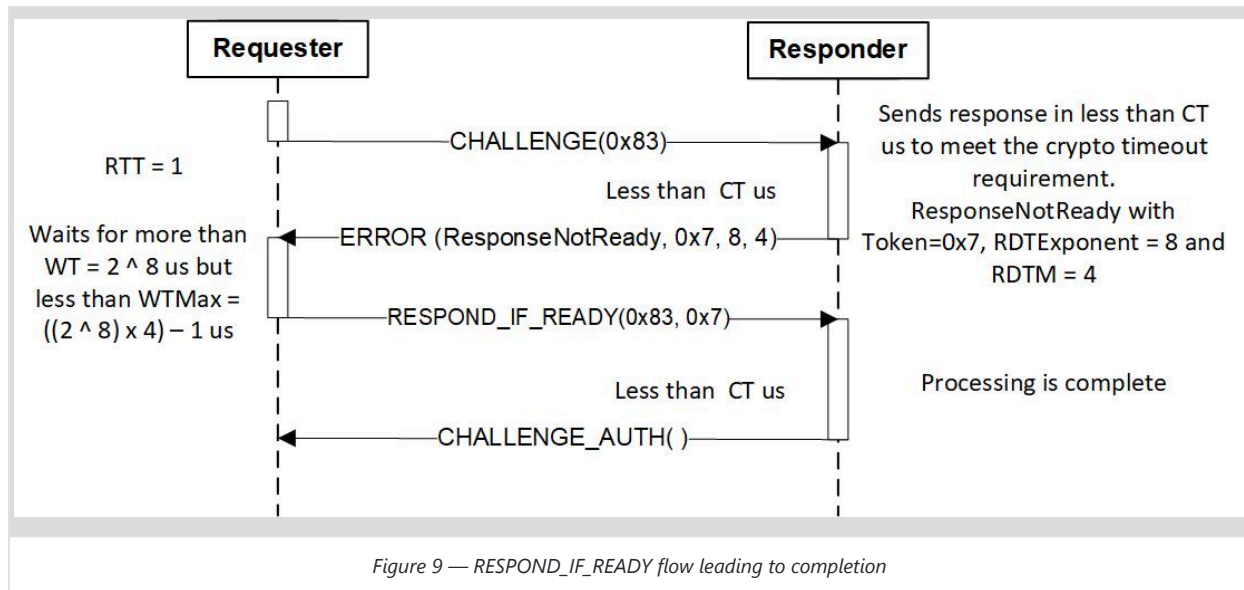 Requester
Responder
CHALLENGE(0x83)
Sends response in less than CT
us to meet the crypto timeout
requirement.
ResponseNotReady with
Token=0x7, RDTExponent = 8 and
RDTM = 4
RTT = 1
Less than CT us
Waits for more than
WT = 2 ^ 8 us but
less than WTMax =
((2 ^ 8) x 4) – 1 us
ERROR (ResponseNotReady, 0x7, 8, 4)
RESPOND_IF_READY(0x83, 0x7)
Less than CT us
Processing is complete
CHALLENGE_AUTH( )
Figure 9 — RESPOND_IF_READY flow leading to completion